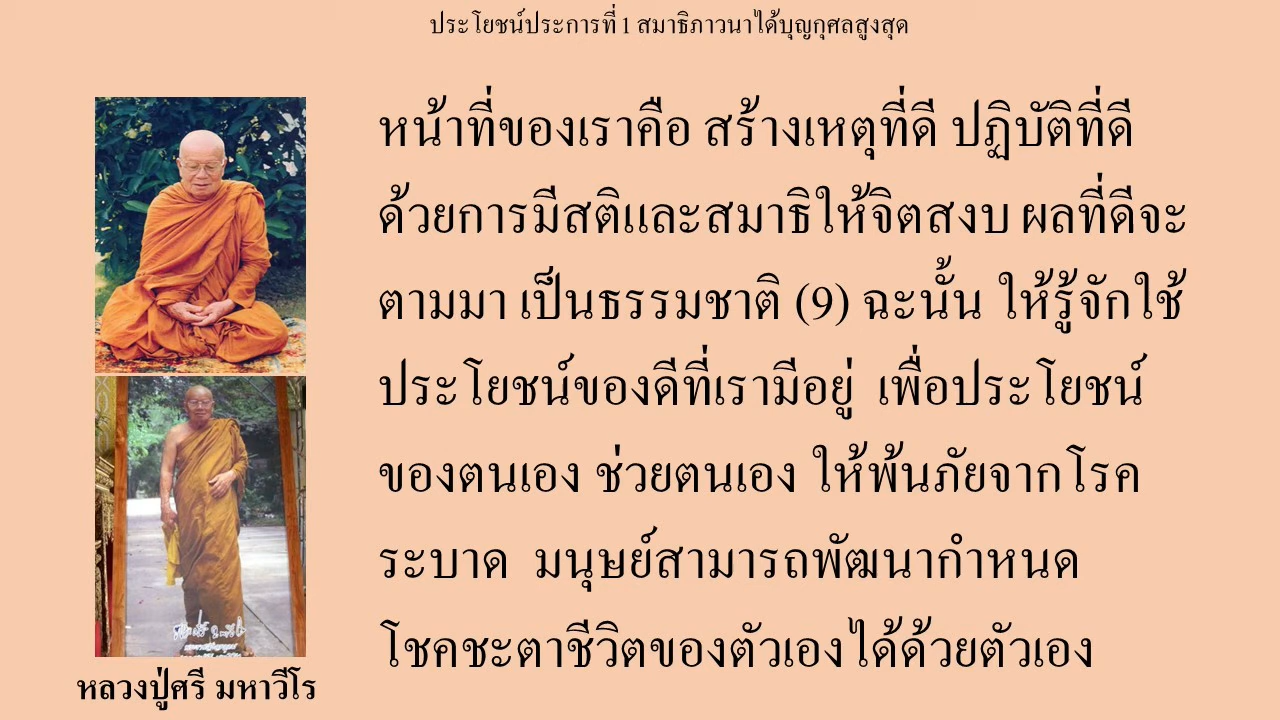 ประโยชน์ประการที่ 1 สมาธิภาวนาได้บุญกุศลสูงสุด
หน้าที่ของเราคือ สร้างเหตุที่ดี ปฏิบัติที่ดี
ด้วยการมีสติและสมาธิให้จิตสงบ ผลที่ดีจะ
ตามมา เป็นธรรมชาติ (9) ฉะนั้น ให้รู้จักใช้
ประโยชน์ของดีที่เรามีอยู่ เพื่อประโยชน์
ของตนเอง ช่วยตนเอง ให้พ้นภัยจากโรค
ระบาด มนุษย์สามารถพัฒนากำหนด
โชคชะตาชีวิตของตัวเองได้ด้วยตัวเอง
หลวงปู่ศรี มหาวีโร